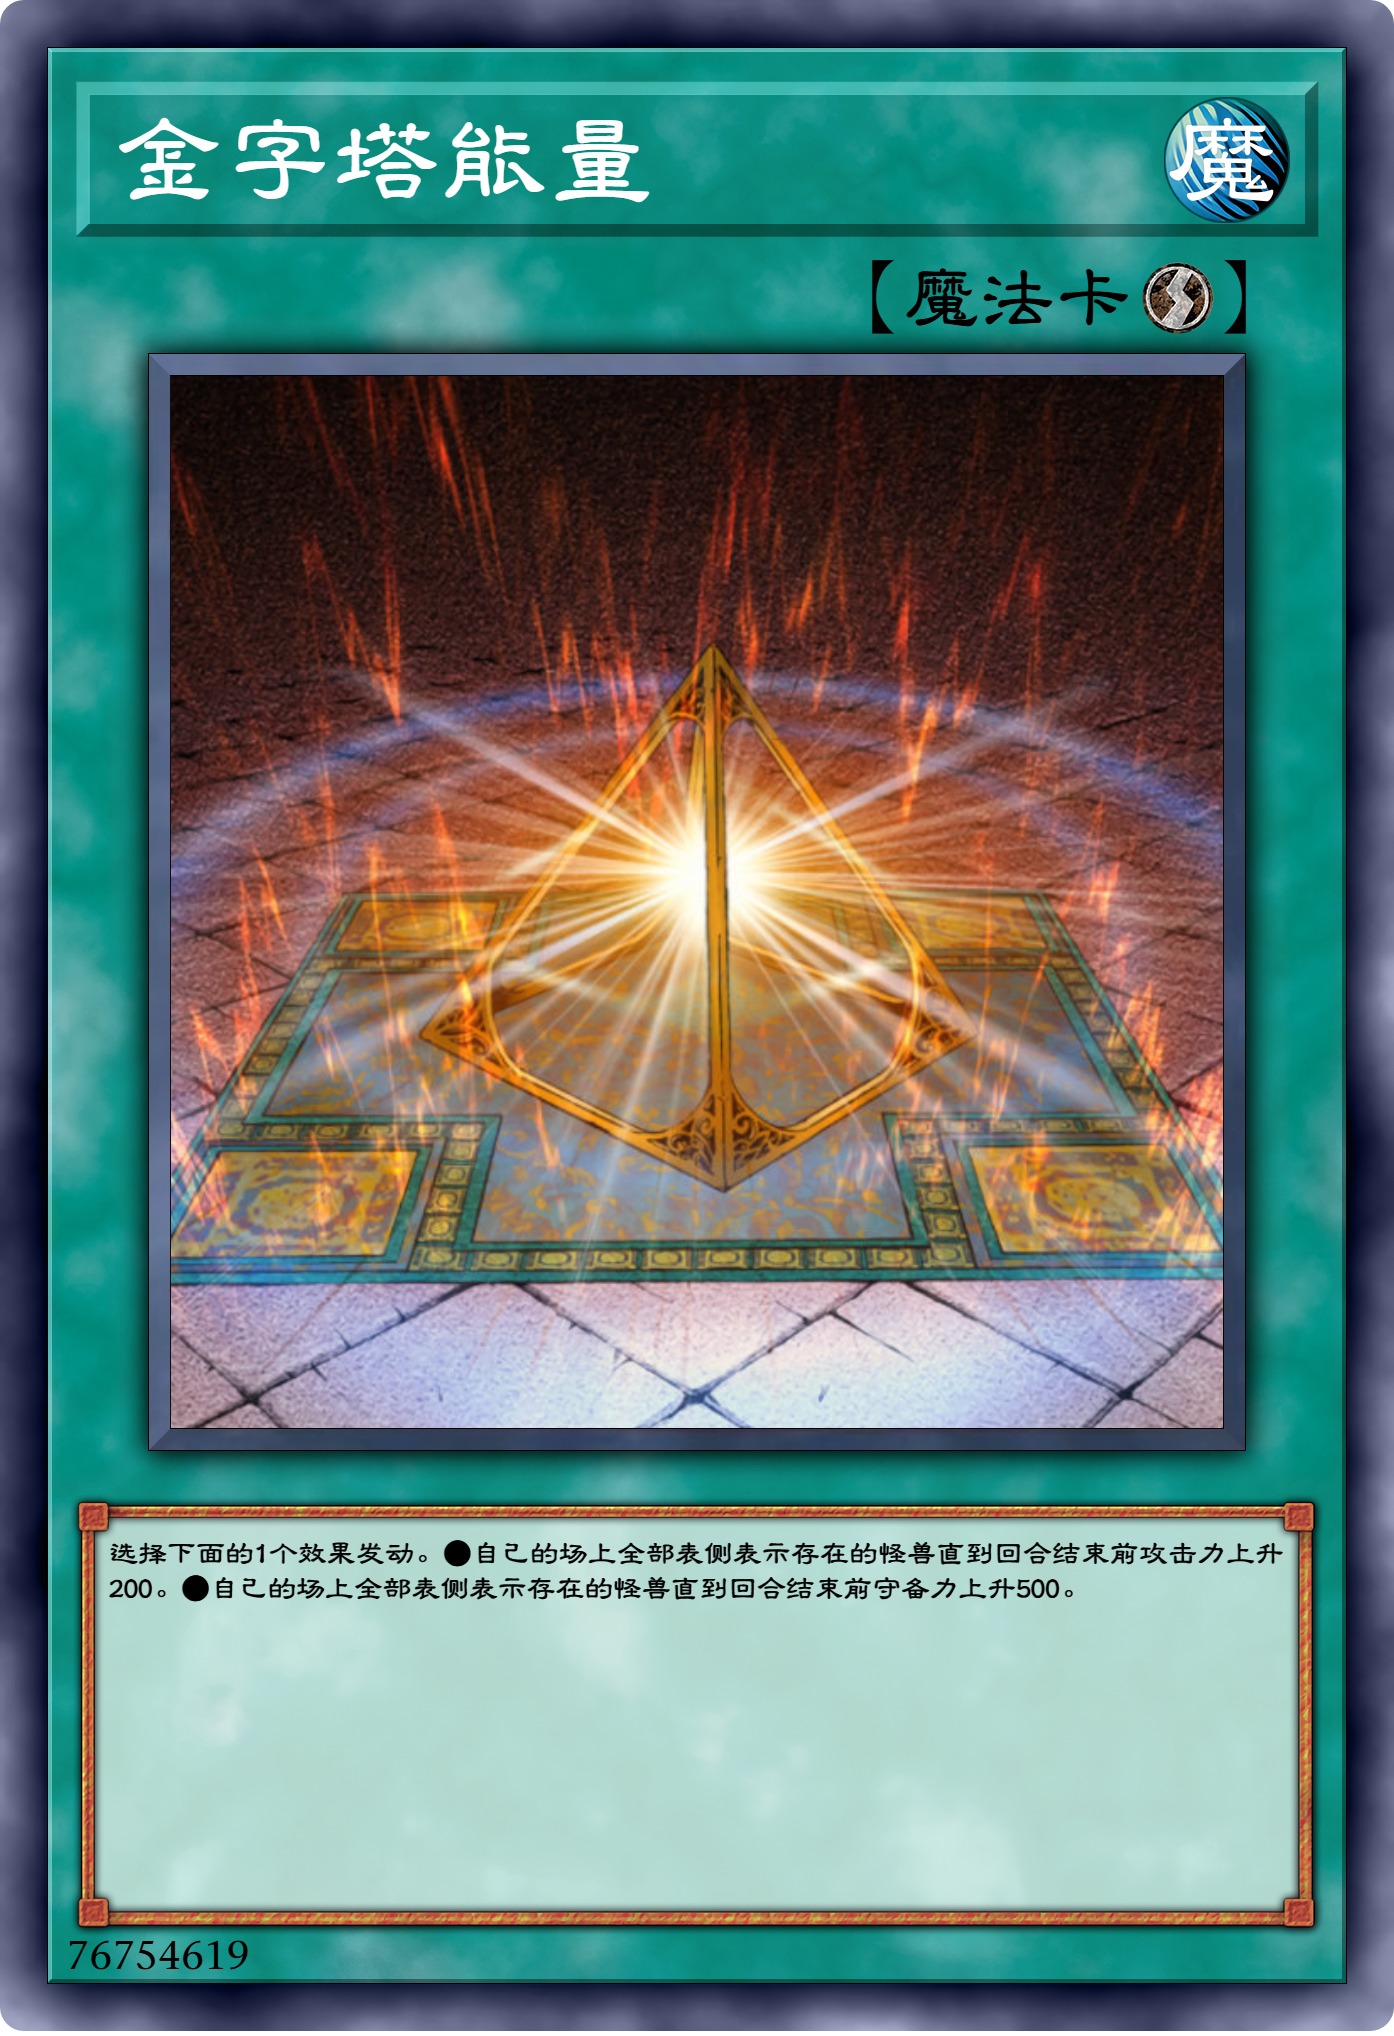 金字塔能量
魔
【魔法卡】
选择下面的1个效果发动。●自己的场上全部表侧表示存在的怪兽直到回合结束前攻击力上升
200。●自己的场上全部表侧表示存在的怪兽直到回合结束前守备力上升500。
76754619